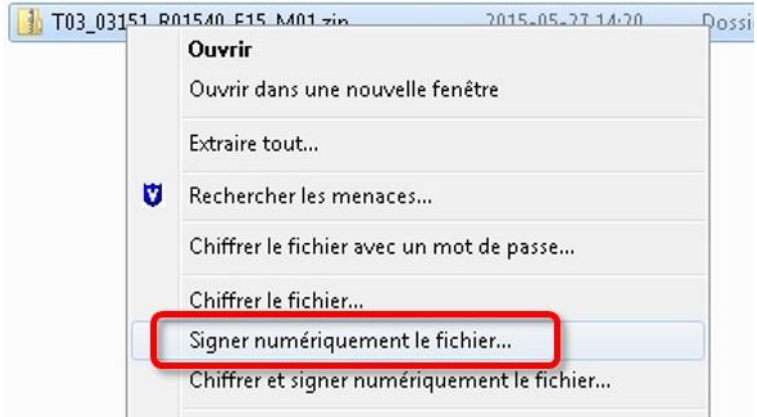 T03_03151_R01540_F15_M01.zip 2015-05-27 14:20 Dossi
Ouvrir
Ouvrir dans une nouvelle fenêtre
Extraire tout...
Rechercher les menaces...
Chiffrer le fichier avec un mot de passe...
Chiffrer le fichier...
Signer numériquement le fichier...
Chiffrer et signer numériquement le fichier...